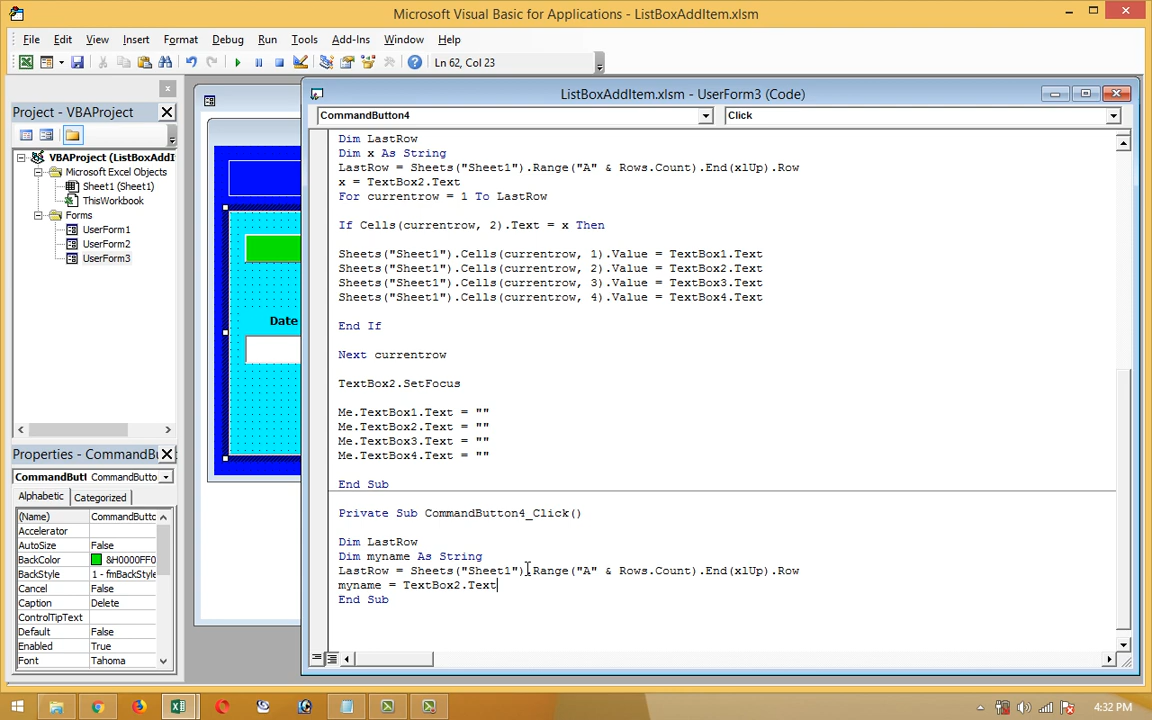 Microsoft Visual Basic for Applications - ListBoxAddItem.xlsm
File Edit View Insert Format Debug Run Tools Add-Ins Window Help
Ln 62, Col 23
Project - VBAProject
VBAProject (ListBoxAddI
Microsoft Excel Objects
Sheet1 (Sheet1)
ThisWorkbook
Forms
UserForm1
UserForm2
UserForm3
Properties - CommandBu
CommandButt CommandButto
Alphabetic Categorized
(Name) CommandButto
Accelerator
AutoSize False
BackColor &H0000FF0
BackStyle 1 - fmBackStyle
Cancel False
Caption Delete
ControlTipText
Default False
Enabled True
Font Tahoma
Date
ListBoxAddItem.xlsm - UserForm3 (Code)
CommandButton4 Click
Dim LastRow
Dim x As String
LastRow = Sheets("Sheet1").Range("A" & Rows.Count).End(xlUp).Row
x = TextBox2.Text
For currentrow = 1 To LastRow
If Cells(currentrow, 2).Text = x Then
Sheets("Sheet1").Cells(currentrow, 1).Value = TextBox1.Text
Sheets("Sheet1").Cells(currentrow, 2).Value = TextBox2.Text
Sheets("Sheet1").Cells(currentrow, 3).Value = TextBox3.Text
Sheets("Sheet1").Cells(currentrow, 4).Value = TextBox4.Text
End If
Next currentrow
TextBox2.SetFocus
Me.TextBox1.Text = ""
Me.TextBox2.Text = ""
Me.TextBox3.Text = ""
Me.TextBox4.Text = ""
End Sub
Private Sub CommandButton4_Click()
Dim LastRow
Dim myname As String
LastRow = Sheets("Sheet1").Range("A" & Rows.Count).End(xlUp).Row
myname = TextBox2.Text
End Sub
4:32 PM